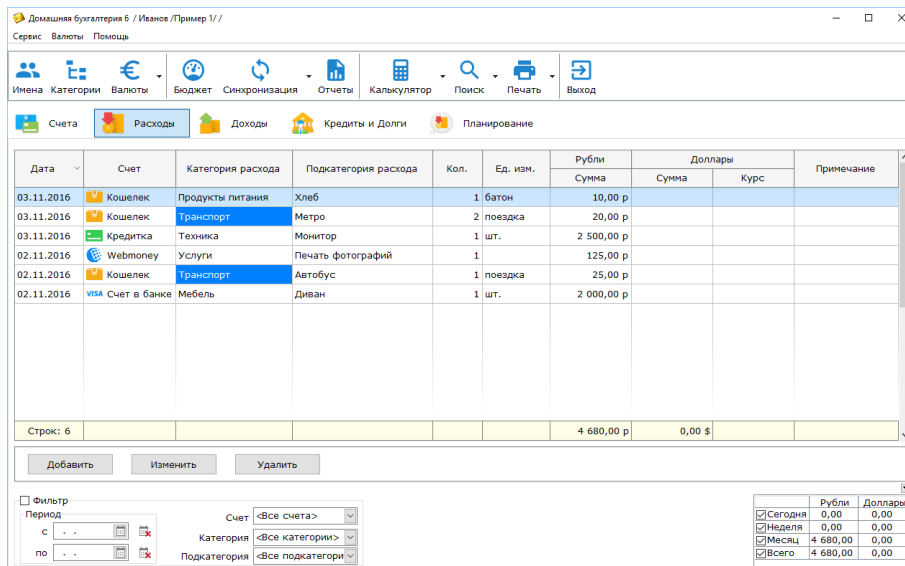 Домашняя бухгалтерия 6 / Иванов /Пример 1/ /
Сервис Валюты Помощь
Имена Категории Валюты Бюджет Синхронизация Отчеты Калькулятор Поиск Печать Выход
Счета Расходы Доходы Кредиты и Долги Планирование
Дата Счет Категория расхода Подкатегория расхода Кол. Ед. изм. Рубли Доллары Примечание
Сумма Сумма Курс
03.11.2016 Кошелек Продукты питания Хлеб 1 батон 10,00 р
03.11.2016 Кошелек Транспорт Метро 2 поездка 20,00 р
03.11.2016 Кредитка Техника Монитор 1 шт. 2 500,00 р
02.11.2016 Webmoney Услуги Печать фотографий 1 125,00 р
02.11.2016 Кошелек Транспорт Автобус 1 поездка 25,00 р
02.11.2016 VISA Счет в банке Мебель Диван 1 шт. 2 000,00 р
Строк: 6 4 680,00 р 0,00 $
Добавить Изменить Удалить
Фильтр
Период
с . . Счет <Все счета>
Категория <Все категории>
по . . Подкатегория <Все подкатегори
Рубли Доллары
Сегодня 0,00 0,00
Неделя 0,00 0,00
Месяц 4 680,00 0,00
Всего 4 680,00 0,00